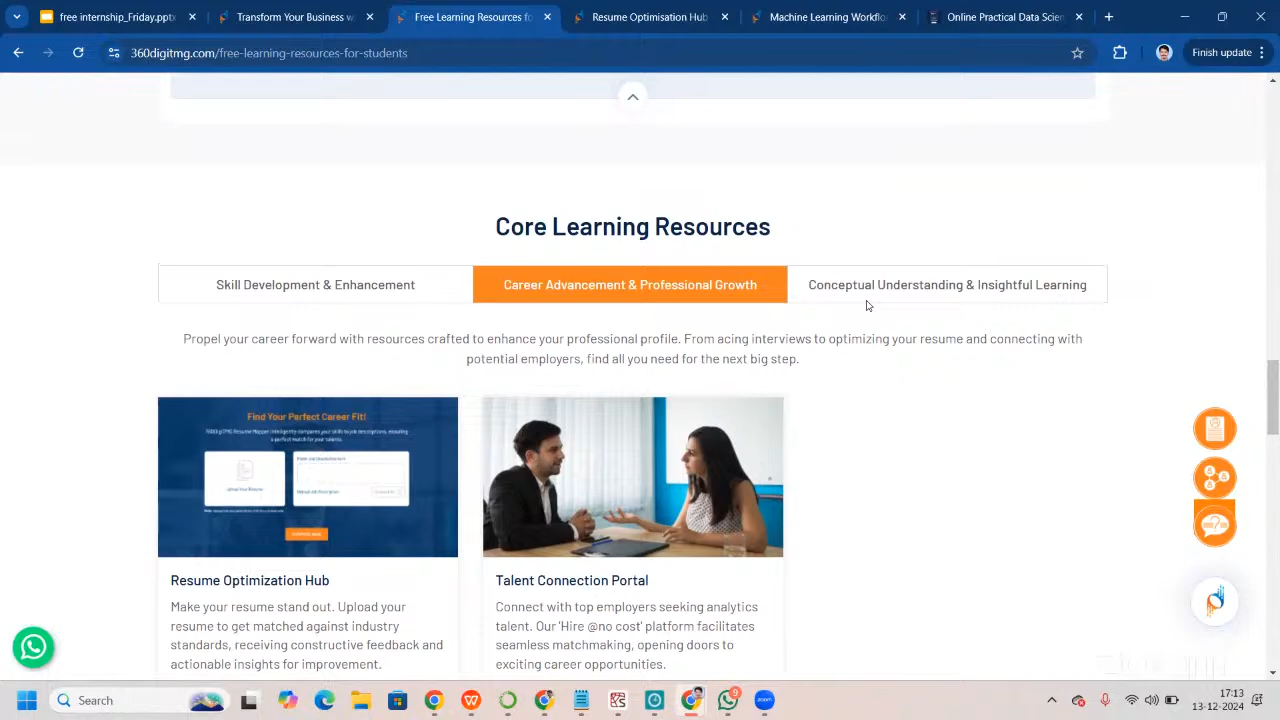 free internship_Friday.pptx
Transform Your Business w
Free Learning Resources fo
Resume Optimisation Hub
Machine Learning Workflo
Online Practical Data Scien
360digitmg.com/free-learning-resources-for-students
Finish update
Core Learning Resources
Skill Development & Enhancement
Career Advancement & Professional Growth
Conceptual Understanding & Insightful Learning
Propel your career forward with resources crafted to enhance your professional profile. From acing interviews to optimizing your resume and connecting with
potential employers, find all you need for the next big step.
Find Your Perfect Career Fit!
Resume Optimization Hub
Make your resume stand out. Upload your
resume to get matched against industry
standards, receiving constructive feedback and
actionable insights for improvement.
Talent Connection Portal
Connect with top employers seeking analytics
talent. Our 'Hire @no cost' platform facilitates
seamless matchmaking, opening doors to
exciting career opportunities.
Search
9
17:13
13-12-2024